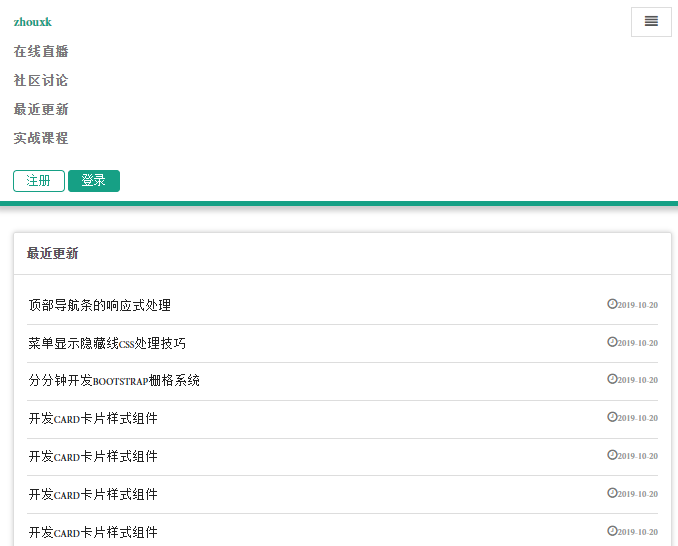 zhouxk
在线直播
社区讨论
最近更新
实战课程
注册 登录
最近更新
顶部导航条的响应式处理 2019-10-20
菜单显示隐藏线CSS处理技巧 2019-10-20
分分钟开发BOOTSTRAP栅格系统 2019-10-20
开发CARD卡片样式组件 2019-10-20
开发CARD卡片样式组件 2019-10-20
开发CARD卡片样式组件 2019-10-20
开发CARD卡片样式组件 2019-10-20